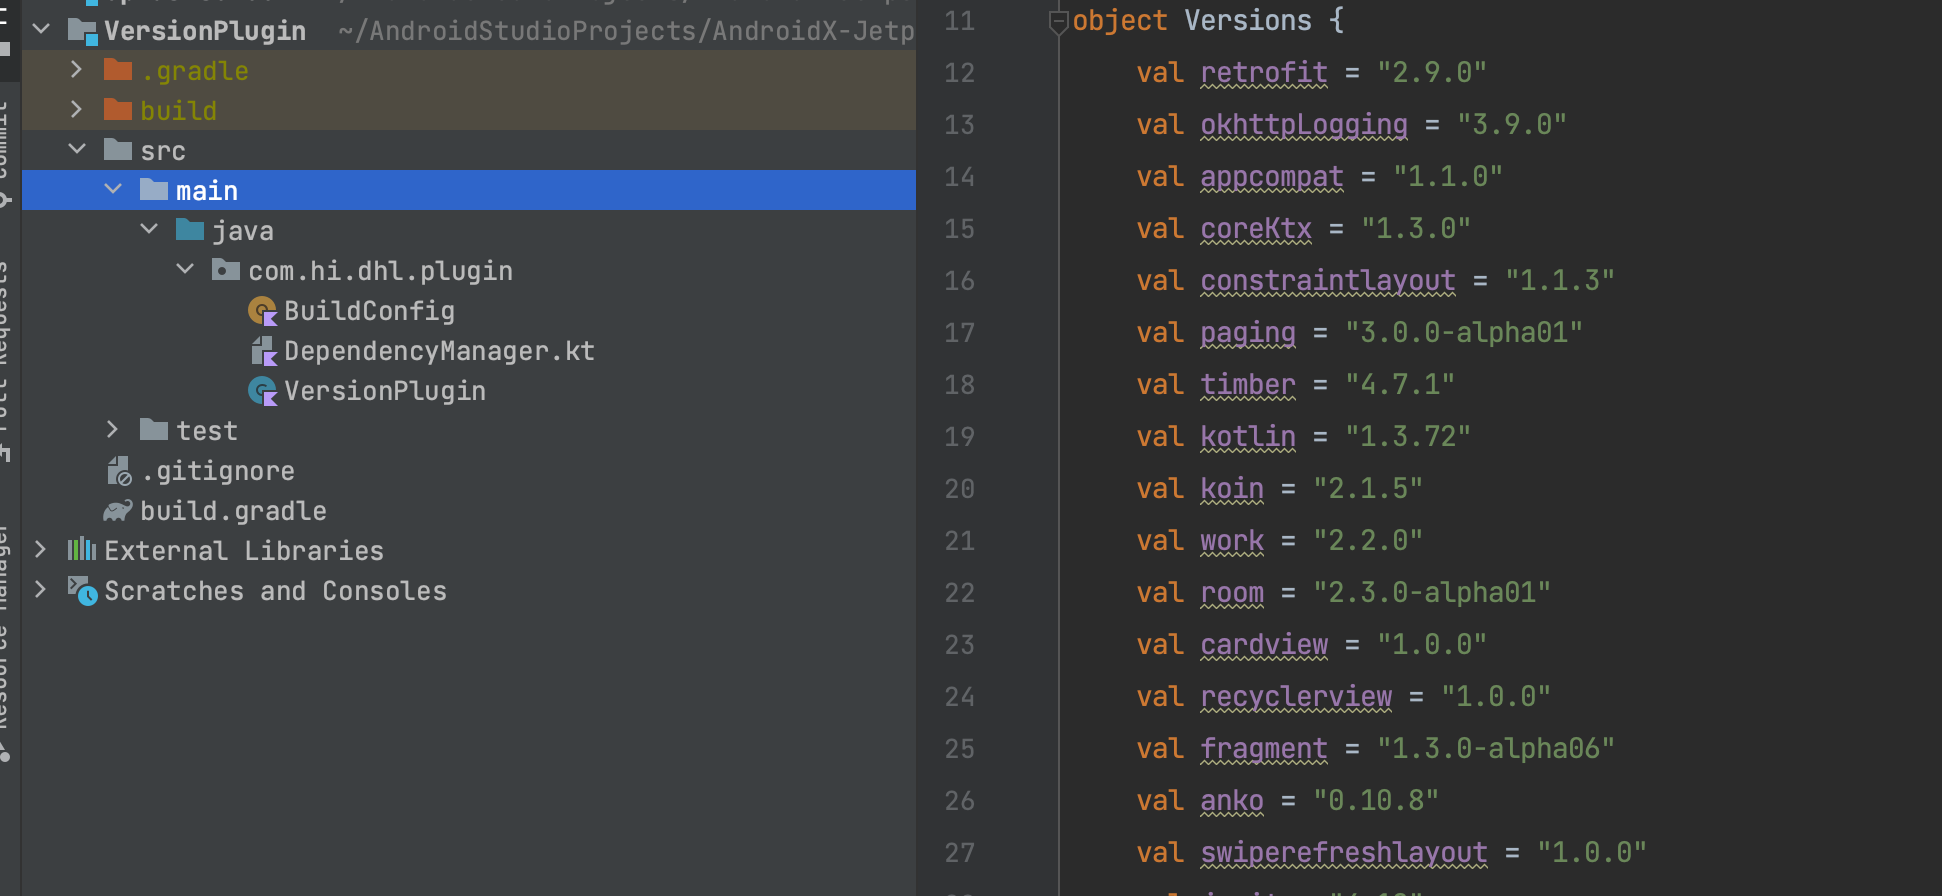 VersionPlugin ~/AndroidStudioProjects/AndroidX-Jetp
.gradle
build
src
main
java
com.hi.dhl.plugin
BuildConfig
DependencyManager.kt
VersionPlugin
test
.gitignore
build.gradle
External Libraries
Scratches and Consoles
Commit
Pull Requests
Resource Manager
11 object Versions {
12 val retrofit = "2.9.0"
13 val okhttpLogging = "3.9.0"
14 val appcompat = "1.1.0"
15 val coreKtx = "1.3.0"
16 val constraintlayout = "1.1.3"
17 val paging = "3.0.0-alpha01"
18 val timber = "4.7.1"
19 val kotlin = "1.3.72"
20 val koin = "2.1.5"
21 val work = "2.2.0"
22 val room = "2.3.0-alpha01"
23 val cardview = "1.0.0"
24 val recyclerview = "1.0.0"
25 val fragment = "1.3.0-alpha06"
26 val anko = "0.10.8"
27 val swiperefreshlayout = "1.0.0"